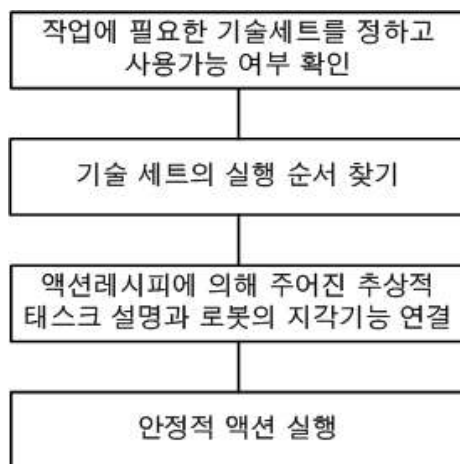 작업에 필요한 기술세트를 정하고
사용가능 여부 확인
기술 세트의 실행 순서 찾기
액션레시피에 의해 주어진 추상적
태스크 설명과 로봇의 지각기능 연결
안정적 액션 실행